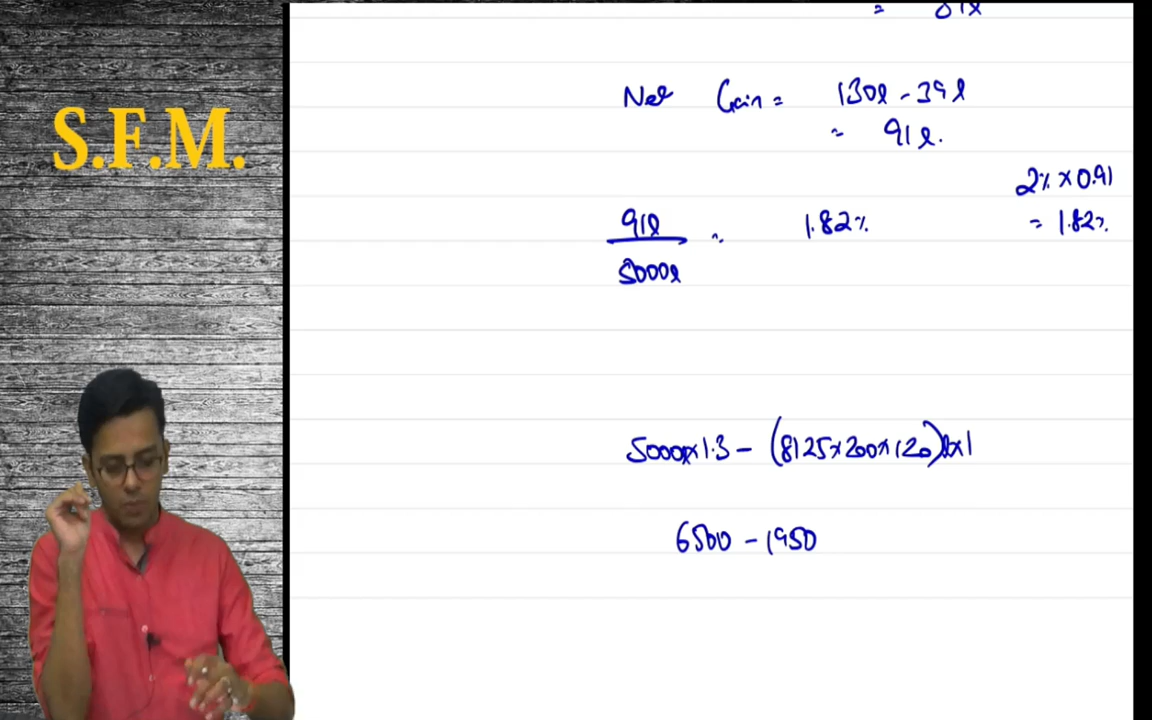 S.F.M.
Net Gain = 130l - 39l
= 91l.
2% × 0.91
= 1.82%
91l / 5000l = 1.82%
5000l×1.3 - (8125×200×120)l×1
6500 - 1950